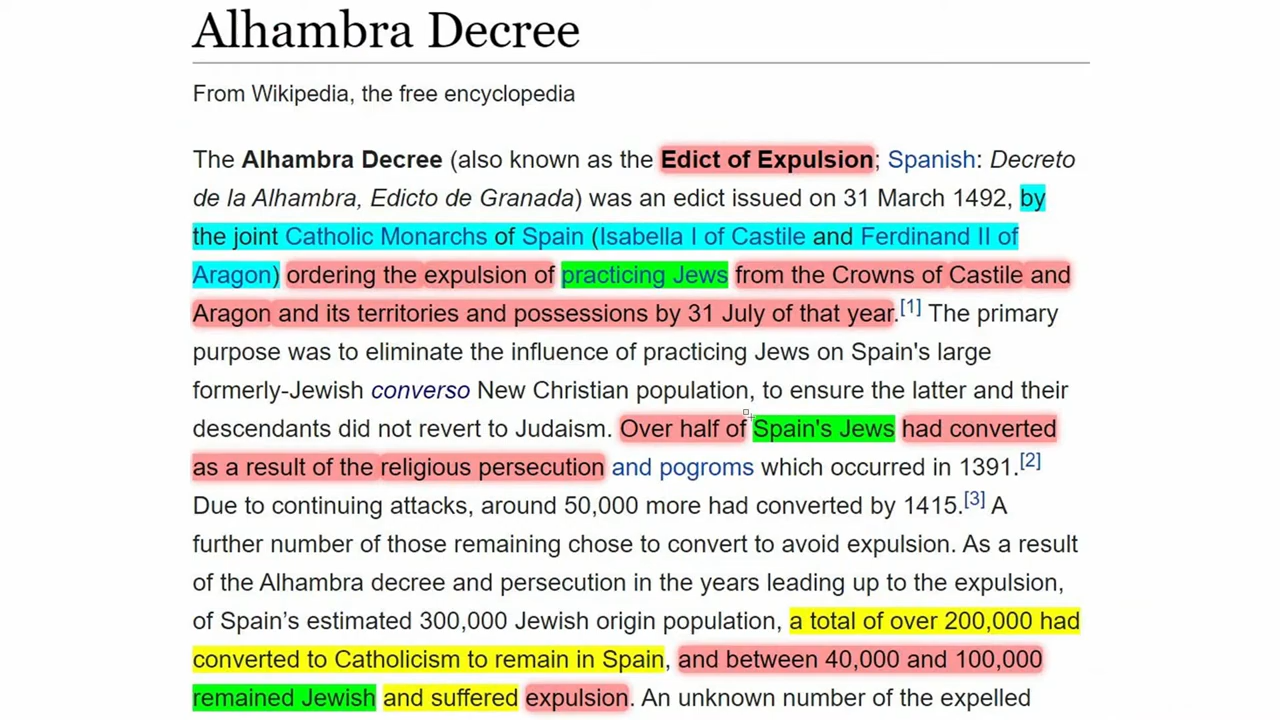 Alhambra Decree
From Wikipedia, the free encyclopedia
The Alhambra Decree (also known as the Edict of Expulsion; Spanish: Decreto
de la Alhambra, Edicto de Granada) was an edict issued on 31 March 1492, by
the joint Catholic Monarchs of Spain (Isabella I of Castile and Ferdinand II of
Aragon) ordering the expulsion of practicing Jews from the Crowns of Castile and
Aragon and its territories and possessions by 31 July of that year.[1] The primary
purpose was to eliminate the influence of practicing Jews on Spain's large
formerly-Jewish converso New Christian population, to ensure the latter and their
descendants did not revert to Judaism. Over half of Spain's Jews had converted
as a result of the religious persecution and pogroms which occurred in 1391.[2]
Due to continuing attacks, around 50,000 more had converted by 1415.[3] A
further number of those remaining chose to convert to avoid expulsion. As a result
of the Alhambra decree and persecution in the years leading up to the expulsion,
of Spain’s estimated 300,000 Jewish origin population, a total of over 200,000 had
converted to Catholicism to remain in Spain, and between 40,000 and 100,000
remained Jewish and suffered expulsion. An unknown number of the expelled